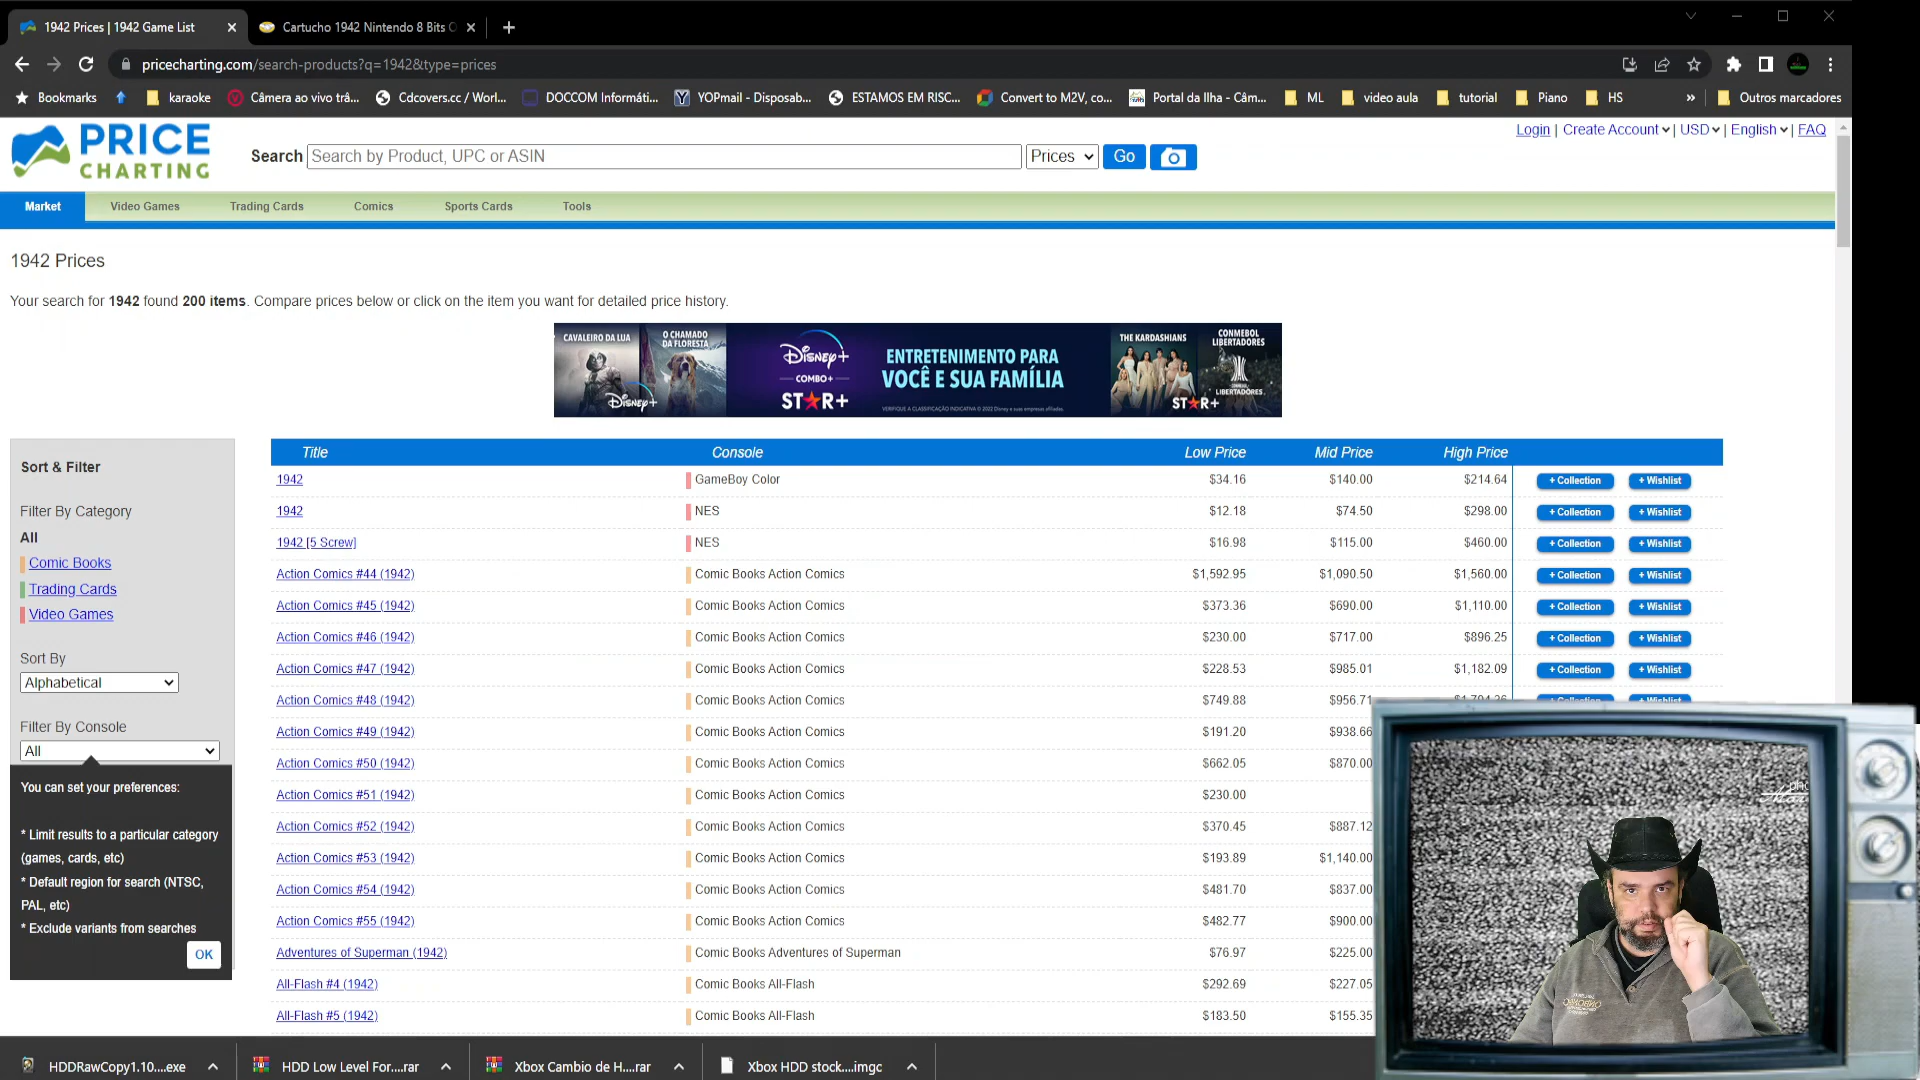 1942 Prices | 1942 Game List
Cartucho 1942 Nintendo 8 Bits
pricecharting.com/search-products?q=1942&type=prices
Bookmarks
karaoke
Câmera ao vivo trâ...
Cdcovers.cc / Worl...
DOCCOM Informáti...
YOPmail - Disposab...
ESTAMOS EM RISC...
Convert to M2V, co...
Portal da Ilha - Câm...
ML
video aula
tutorial
Piano
HS
»
Outros marcadores
PRICE
CHARTING
Search
Search by Product, UPC or ASIN
Prices
Go
Login | Create Account | USD | English | FAQ
Market
Video Games
Trading Cards
Comics
Sports Cards
Tools
1942 Prices
Your search for 1942 found 200 items. Compare prices below or click on the item you want for detailed price history.
CAVALEIRO DA LUA
O CHAMADO
DA FLORESTA
Disney+
Disney+
COMBO+
STAR+
ENTRETENIMENTO PARA
VOCÊ E SUA FAMÍLIA
VERIFIQUE A CLASSIFICAÇÃO INDICATIVA © 2022 Disney e suas empresas afiliadas.
THE KARDASHIANS
CONMEBOL
LIBERTADORES
CONMEBOL
LIBERTADORES
STAR+
Sort & Filter
Filter By Category
All
Comic Books
Trading Cards
Video Games
Sort By
Alphabetical
Filter By Console
All
You can set your preferences:
* Limit results to a particular category
(games, cards, etc)
* Default region for search (NTSC,
PAL, etc)
* Exclude variants from searches
OK
Title Console Low Price Mid Price High Price
1942 GameBoy Color $34.16 $140.00 $214.64 + Collection + Wishlist
1942 NES $12.18 $74.50 $298.00 + Collection + Wishlist
1942 [5 Screw] NES $16.98 $115.00 $460.00 + Collection + Wishlist
Action Comics #44 (1942) Comic Books Action Comics $1,592.95 $1,090.50 $1,560.00 + Collection + Wishlist
Action Comics #45 (1942) Comic Books Action Comics $373.36 $690.00 $1,110.00 + Collection + Wishlist
Action Comics #46 (1942) Comic Books Action Comics $230.00 $717.00 $896.25 + Collection + Wishlist
Action Comics #47 (1942) Comic Books Action Comics $228.53 $985.01 $1,182.09 + Collection + Wishlist
Action Comics #48 (1942) Comic Books Action Comics $749.88 $956.71
Action Comics #49 (1942) Comic Books Action Comics $191.20 $938.66
Action Comics #50 (1942) Comic Books Action Comics $662.05 $870.00
Action Comics #51 (1942) Comic Books Action Comics $230.00
Action Comics #52 (1942) Comic Books Action Comics $370.45 $887.12
Action Comics #53 (1942) Comic Books Action Comics $193.89 $1,140.00
Action Comics #54 (1942) Comic Books Action Comics $481.70 $837.00
Action Comics #55 (1942) Comic Books Action Comics $482.77 $900.00
Adventures of Superman (1942) Comic Books Adventures of Superman $76.97 $225.00
All-Flash #4 (1942) Comic Books All-Flash $292.69 $227.05
All-Flash #5 (1942) Comic Books All-Flash $183.50 $155.35
HDDRawCopy1.10....exe
HDD Low Level For....rar
Xbox Cambio de H....rar
Xbox HDD stock....imgc